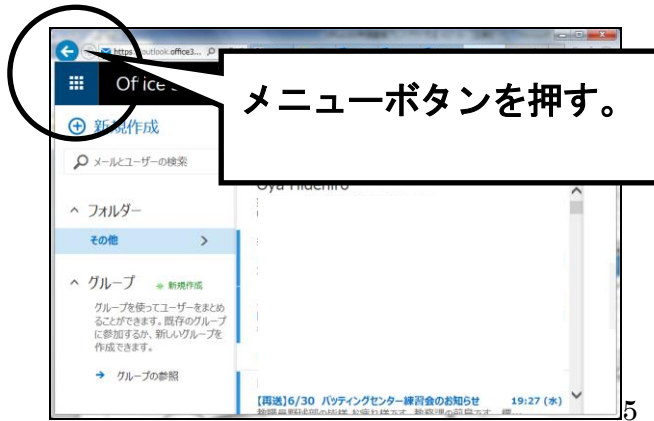 https://outlook.office3...
Office
メニューボタンを押す。
新規作成
メールとユーザーの検索
Oya Hidehiro
フォルダー
その他
グループ
新規作成
グループを使ってユーザーをまとめ
ることができます。既存のグループ
に参加するか、新しいグループを
作成できます。
グループの参照
【再送】6/30 バッティングセンター練習会のお知らせ 19:27 (水)
5